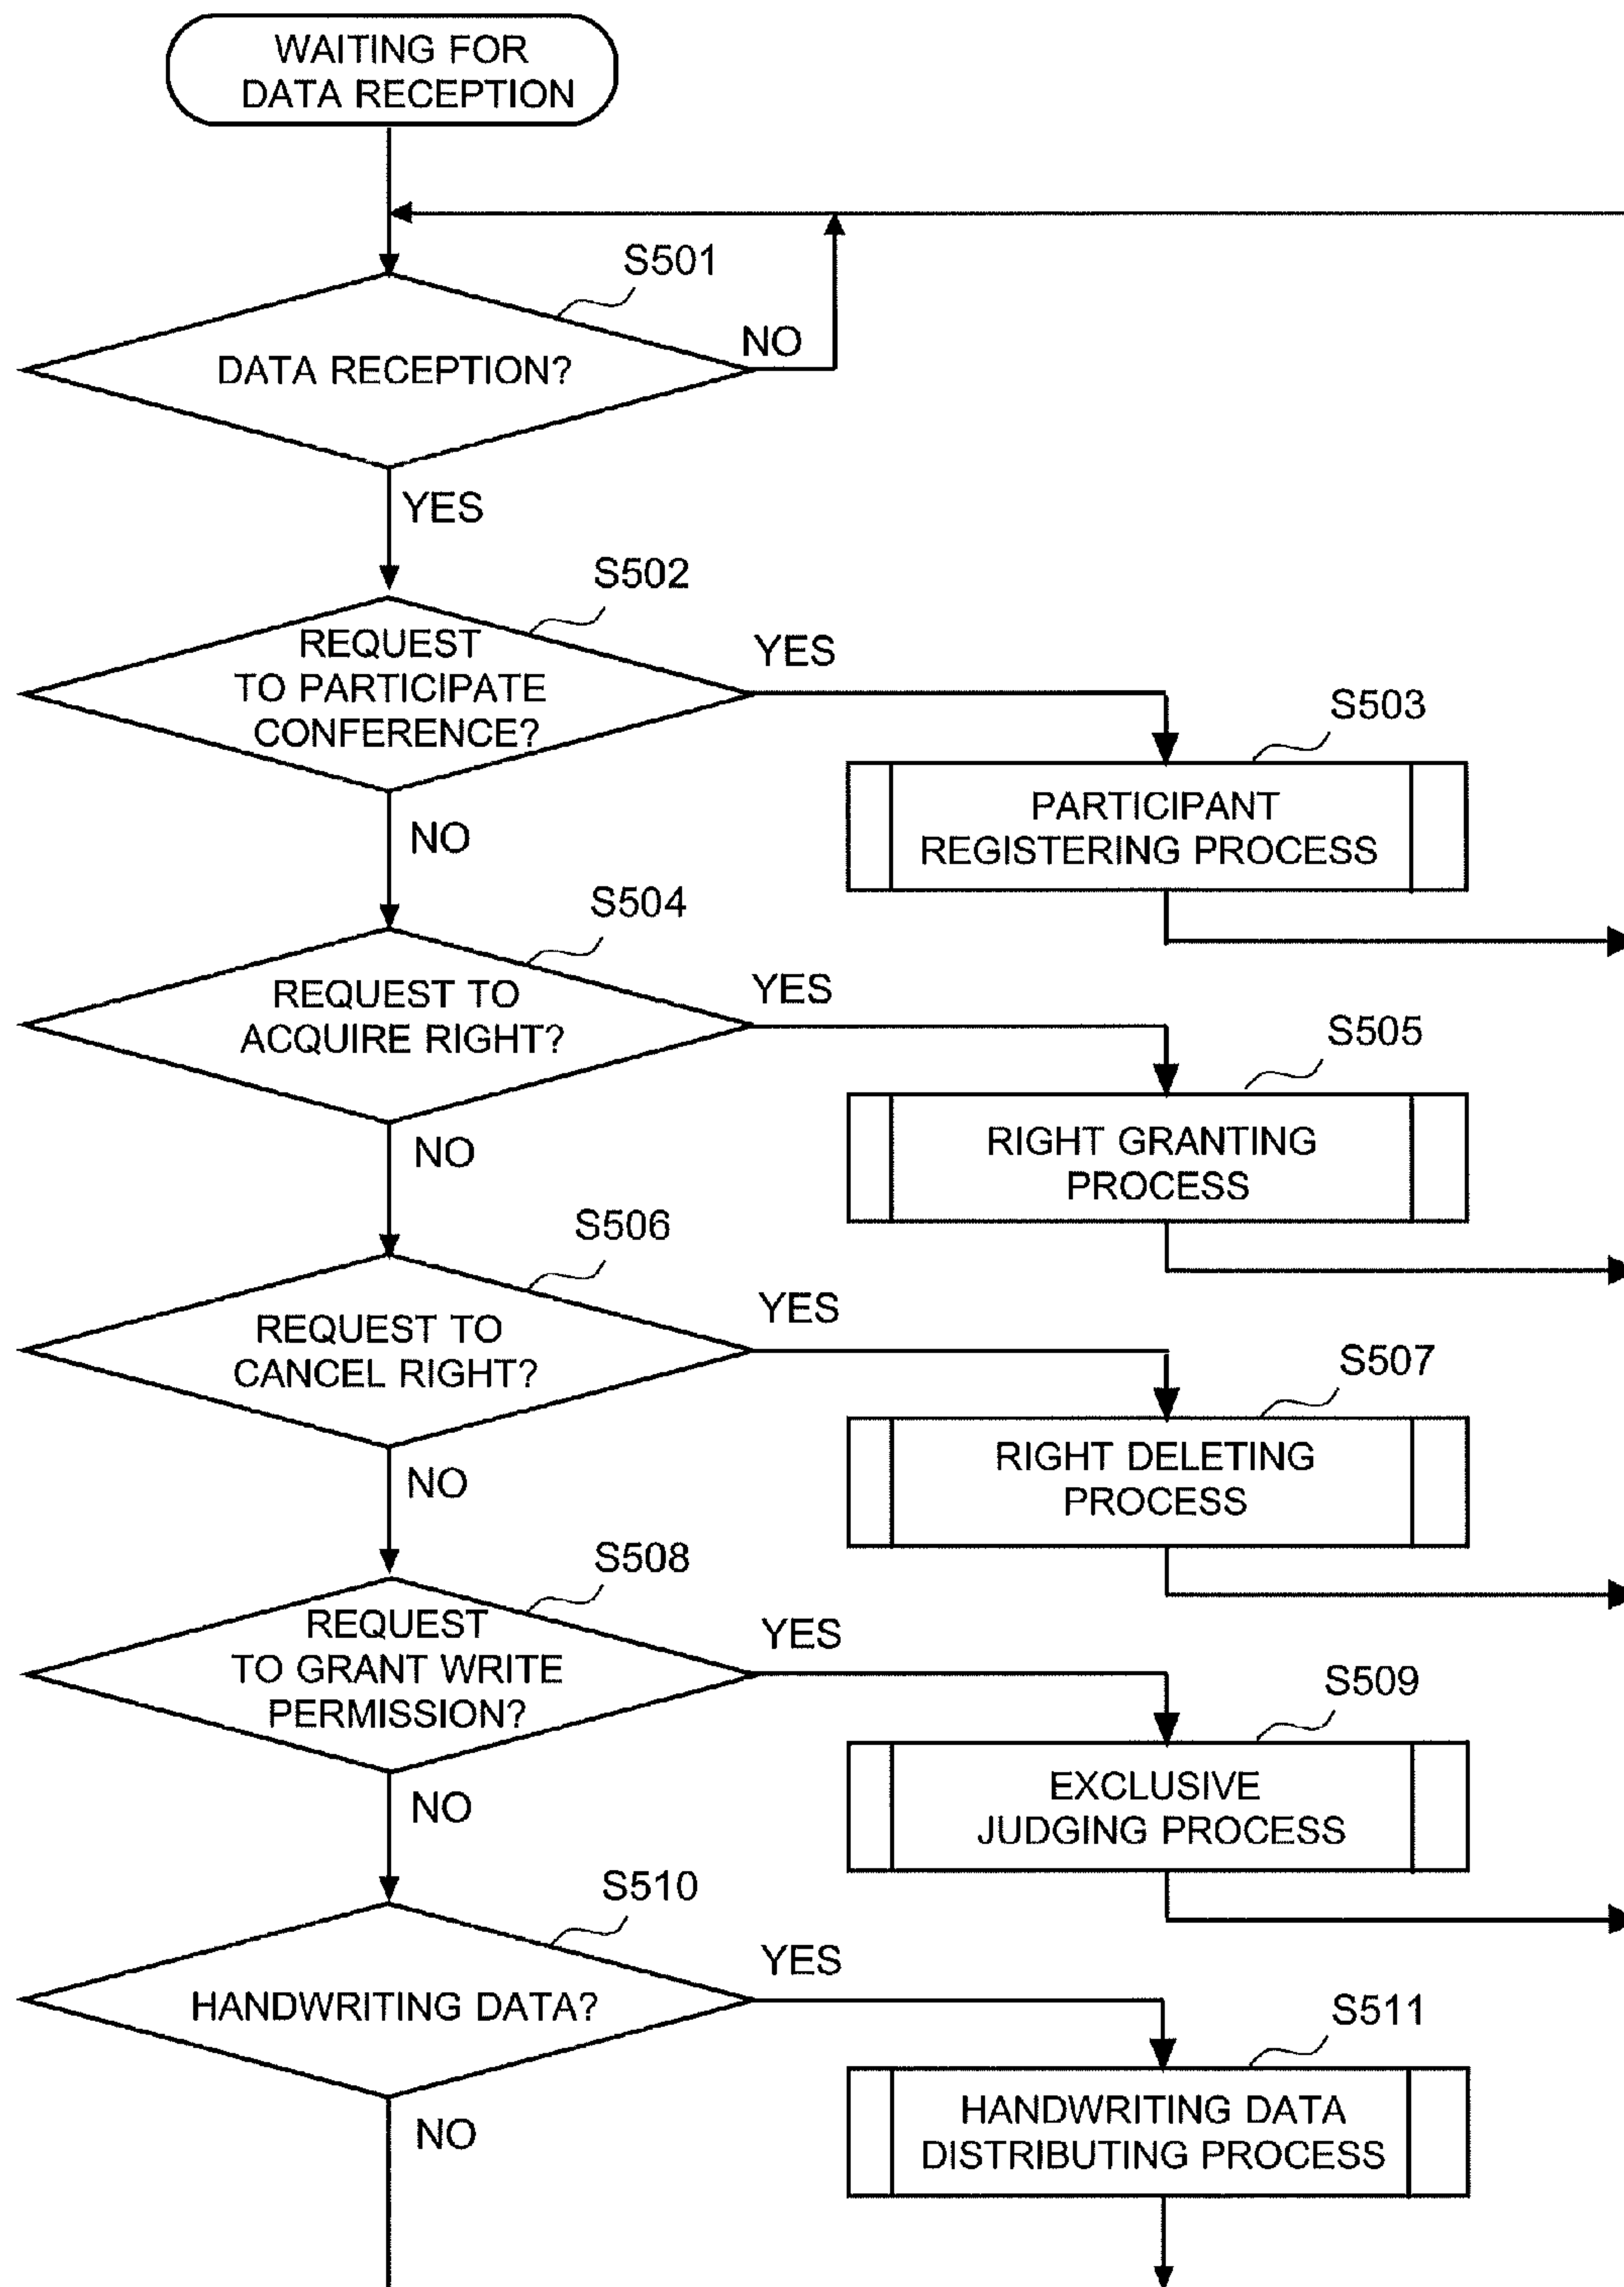 WAITING FOR
DATA RECEPTION
S501
DATA RECEPTION?
NO
YES
S502
REQUEST
TO PARTICIPATE
CONFERENCE?
YES
S503
PARTICIPANT
REGISTERING PROCESS
NO
S504
REQUEST TO
ACQUIRE RIGHT?
YES
S505
RIGHT GRANTING
PROCESS
NO
S506
REQUEST TO
CANCEL RIGHT?
YES
S507
RIGHT DELETING
PROCESS
NO
S508
REQUEST
TO GRANT WRITE
PERMISSION?
YES
S509
EXCLUSIVE
JUDGING PROCESS
NO
S510
HANDWRITING DATA?
YES
S511
HANDWRITING DATA
DISTRIBUTING PROCESS
NO